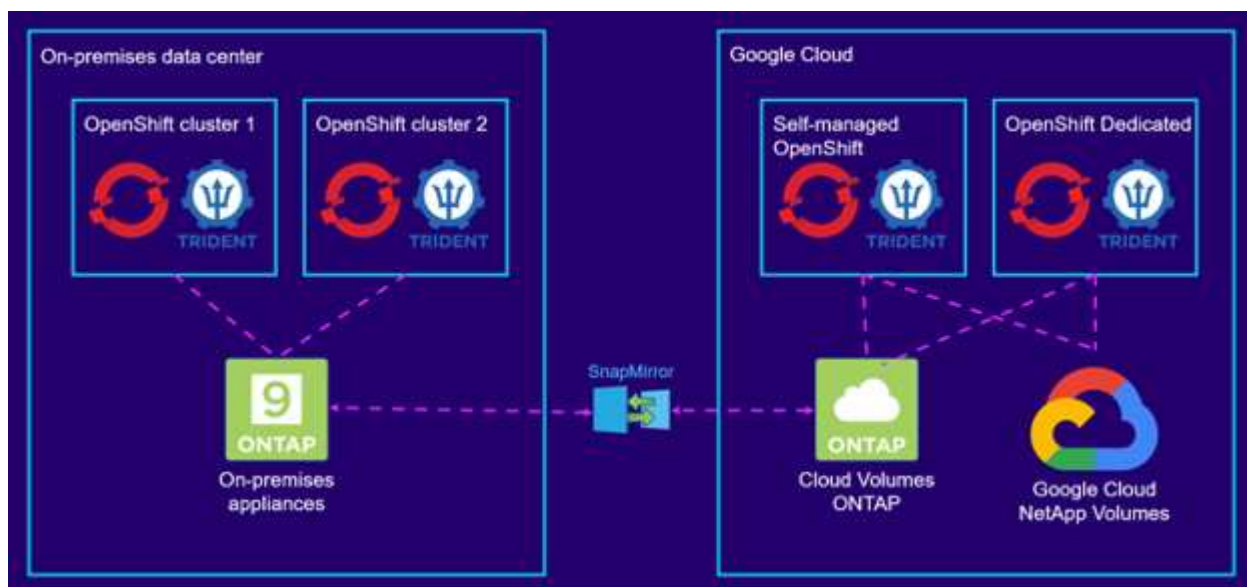 On-premises data center
Google Cloud
OpenShift cluster 1
OpenShift cluster 2
Self-managed
OpenShift
OpenShift Dedicated
TRIDENT
TRIDENT
TRIDENT
TRIDENT
SnapMirror
9
ONTAP
ONTAP
On-premises
appliances
Cloud Volumes
ONTAP
Google Cloud
NetApp Volumes